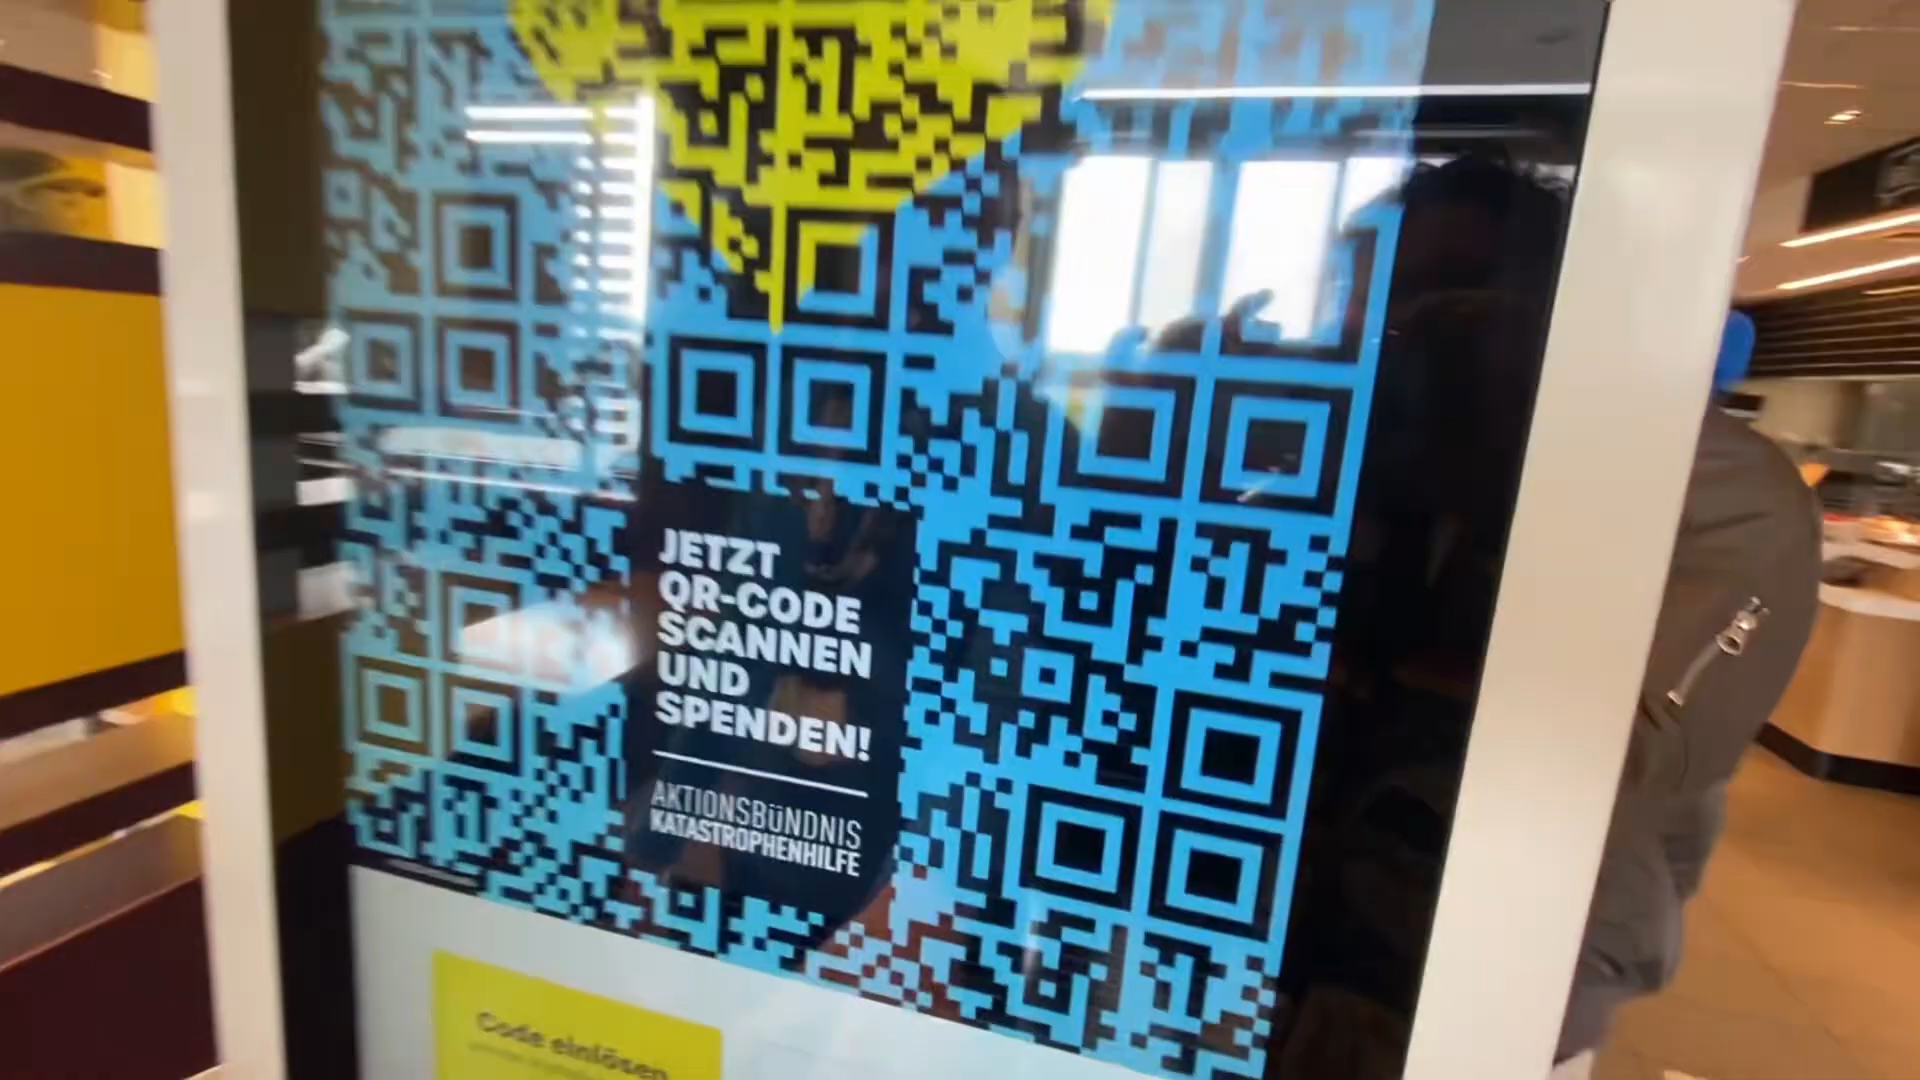 JETZT
QR-CODE
SCANNEN
UND
SPENDEN!
AKTIONSBÜNDNIS
KATASTROPHENHILFE
Code einlösen